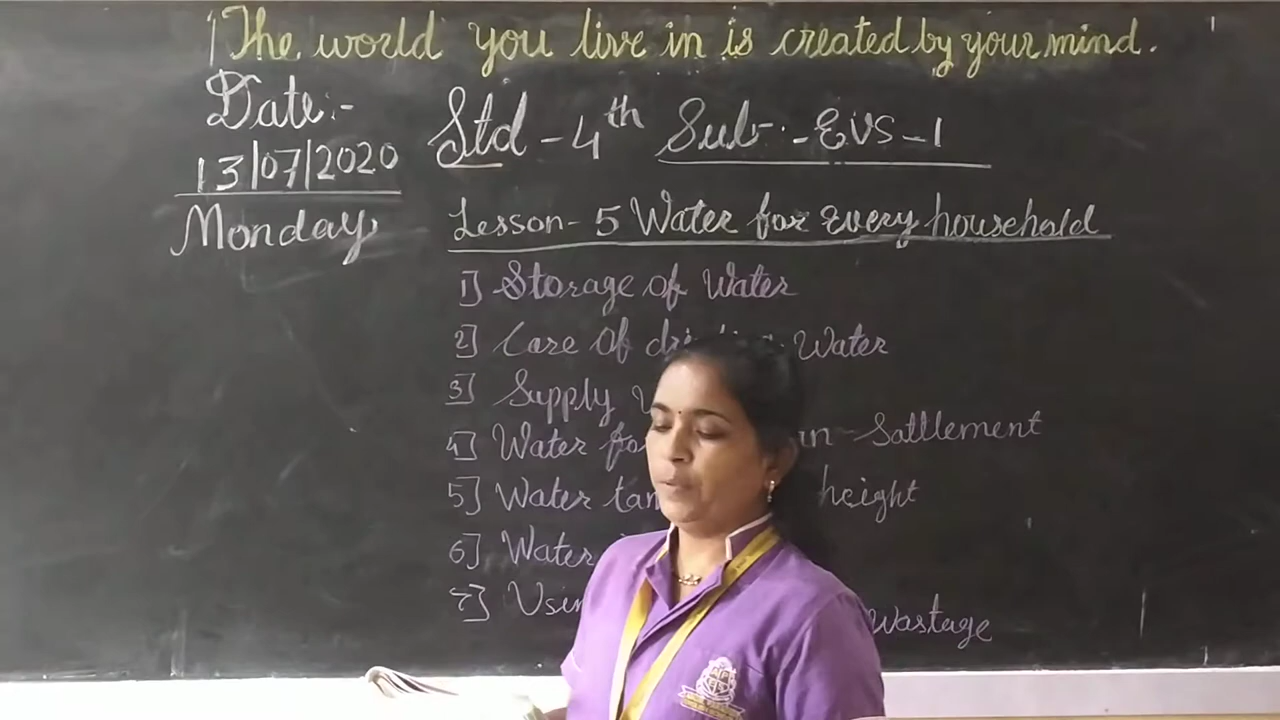 The world you live in is created by your mind.
Date:-
13/07/2020
Monday
Std - 4th Sub :- EVS-1
Lesson- 5 Water for Every household
1] Storage of Water
2] Care of Water
3] Supply
4] Water - Sattlement
5] Water height
6] Water
7] wastage